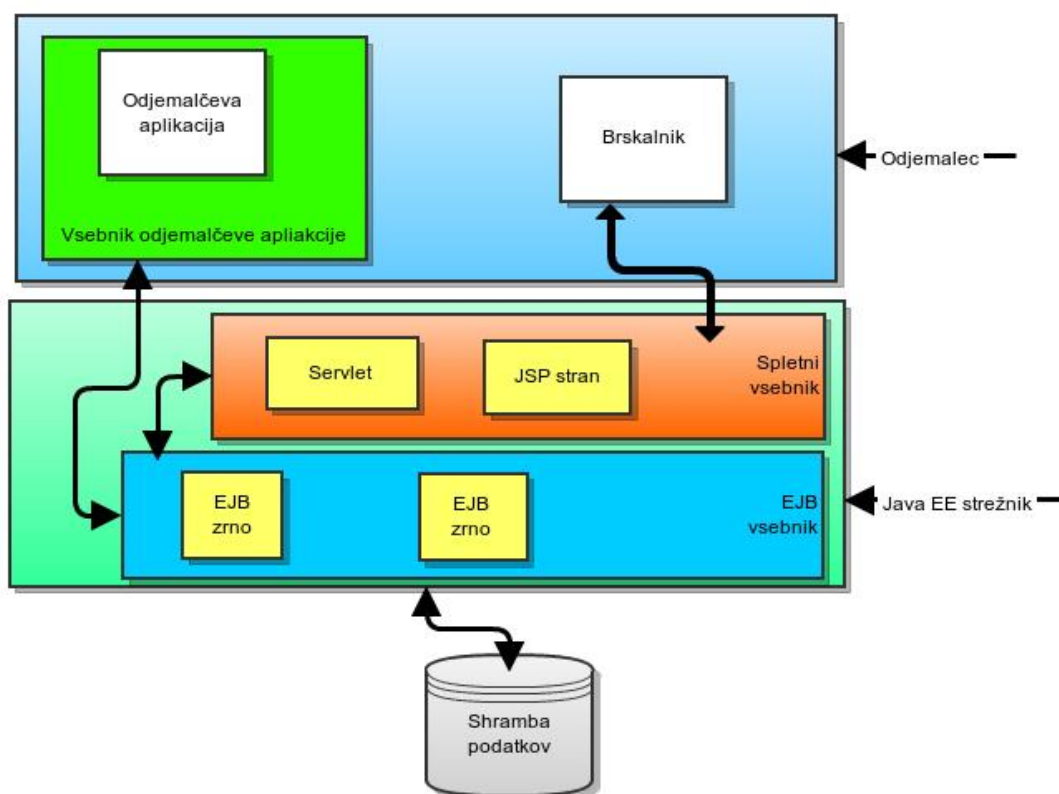 Odjemalčeva
aplikacija
Brskalnik
Odjemalec
Vsebnik odjemalčeve apliakcije
Servlet
JSP stran
Spletni
vsebnik
EJB
zrno
EJB
zrno
EJB
vsebnik
Java EE strežnik
Shramba
podatkov